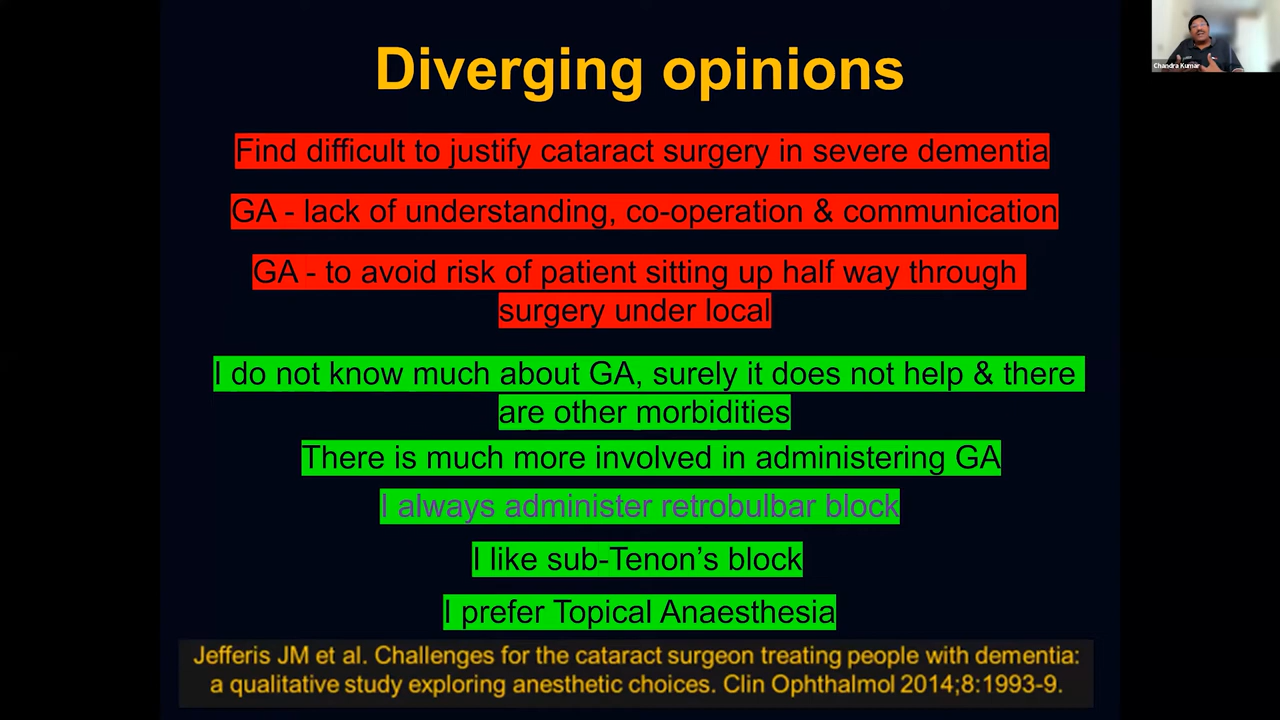 Diverging opinions
Chandra Kumar
Find difficult to justify cataract surgery in severe dementia
GA - lack of understanding, co-operation & communication
GA - to avoid risk of patient sitting up half way through
surgery under local
I do not know much about GA, surely it does not help & there
are other morbidities
There is much more involved in administering GA
I always administer retrobulbar block
I like sub-Tenon’s block
I prefer Topical Anaesthesia
Jefferis JM et al. Challenges for the cataract surgeon treating people with dementia:
a qualitative study exploring anesthetic choices. Clin Ophthalmol 2014;8:1993-9.